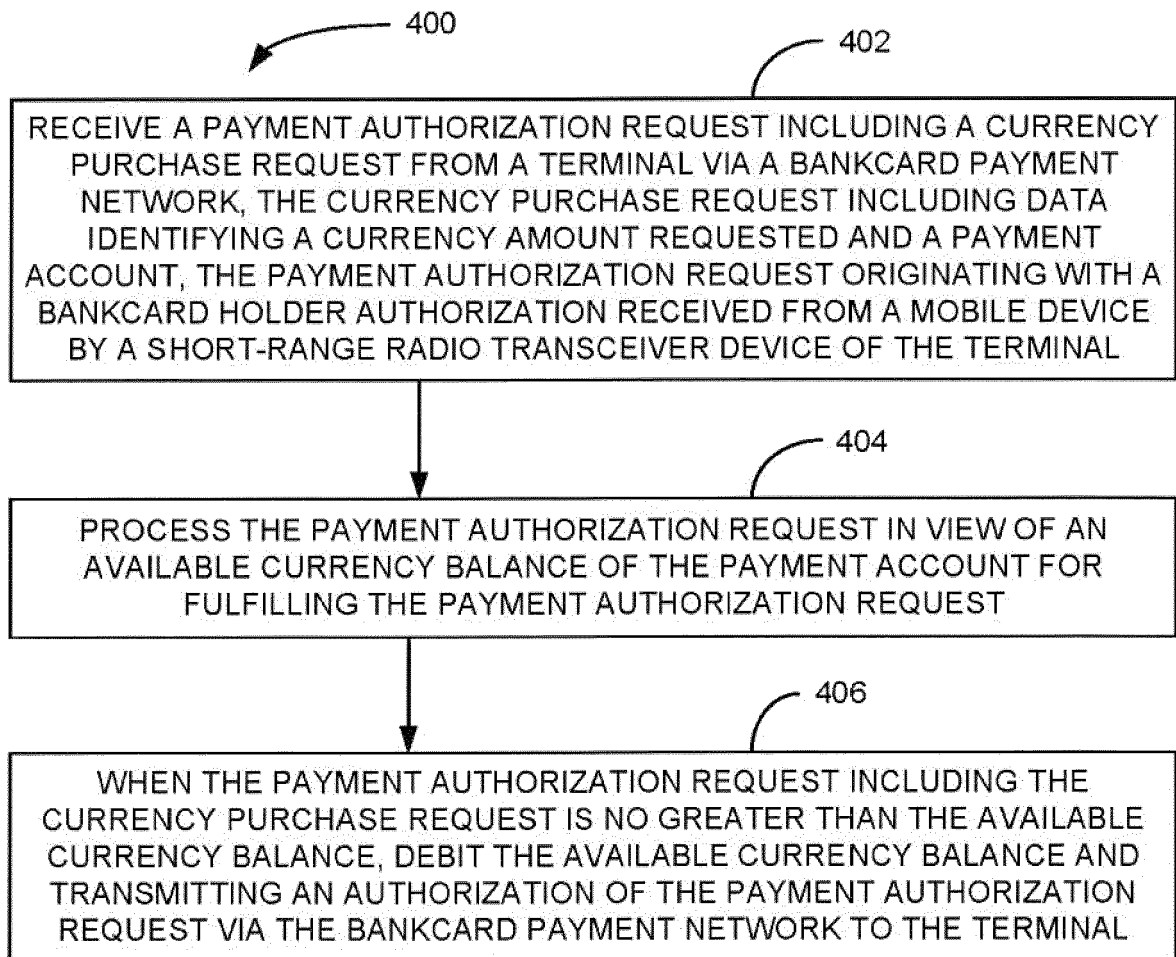 400
402
RECEIVE A PAYMENT AUTHORIZATION REQUEST INCLUDING A CURRENCY
PURCHASE REQUEST FROM A TERMINAL VIA A BANKCARD PAYMENT
NETWORK, THE CURRENCY PURCHASE REQUEST INCLUDING DATA
IDENTIFYING A CURRENCY AMOUNT REQUESTED AND A PAYMENT
ACCOUNT, THE PAYMENT AUTHORIZATION REQUEST ORIGINATING WITH A
BANKCARD HOLDER AUTHORIZATION RECEIVED FROM A MOBILE DEVICE
BY A SHORT-RANGE RADIO TRANSCEIVER DEVICE OF THE TERMINAL
404
PROCESS THE PAYMENT AUTHORIZATION REQUEST IN VIEW OF AN
AVAILABLE CURRENCY BALANCE OF THE PAYMENT ACCOUNT FOR
FULFILLING THE PAYMENT AUTHORIZATION REQUEST
406
WHEN THE PAYMENT AUTHORIZATION REQUEST INCLUDING THE
CURRENCY PURCHASE REQUEST IS NO GREATER THAN THE AVAILABLE
CURRENCY BALANCE, DEBIT THE AVAILABLE CURRENCY BALANCE AND
TRANSMITTING AN AUTHORIZATION OF THE PAYMENT AUTHORIZATION
REQUEST VIA THE BANKCARD PAYMENT NETWORK TO THE TERMINAL